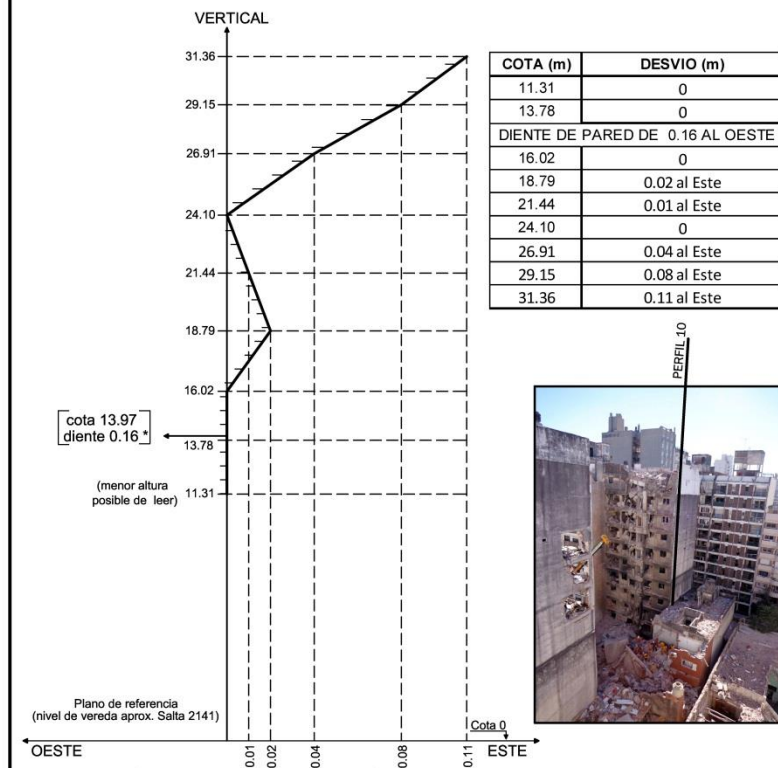 VERTICAL
31.36
29.15
26.91
24.10
21.44
18.79
16.02
cota 13.97
diente 0.16 *
13.78
(menor altura
posible de leer)
11.31
Plano de referencia
(nivel de vereda aprox. Salta 2141)
Cota 0
OESTE
0.01
0.02
0.04
0.08
0.11
ESTE
COTA (m) DESVIO (m)
11.31 0
13.78 0
DIENTE DE PARED DE 0.16 AL OESTE
16.02 0
18.79 0.02 al Este
21.44 0.01 al Este
24.10 0
26.91 0.04 al Este
29.15 0.08 al Este
31.36 0.11 al Este
PERFIL 10